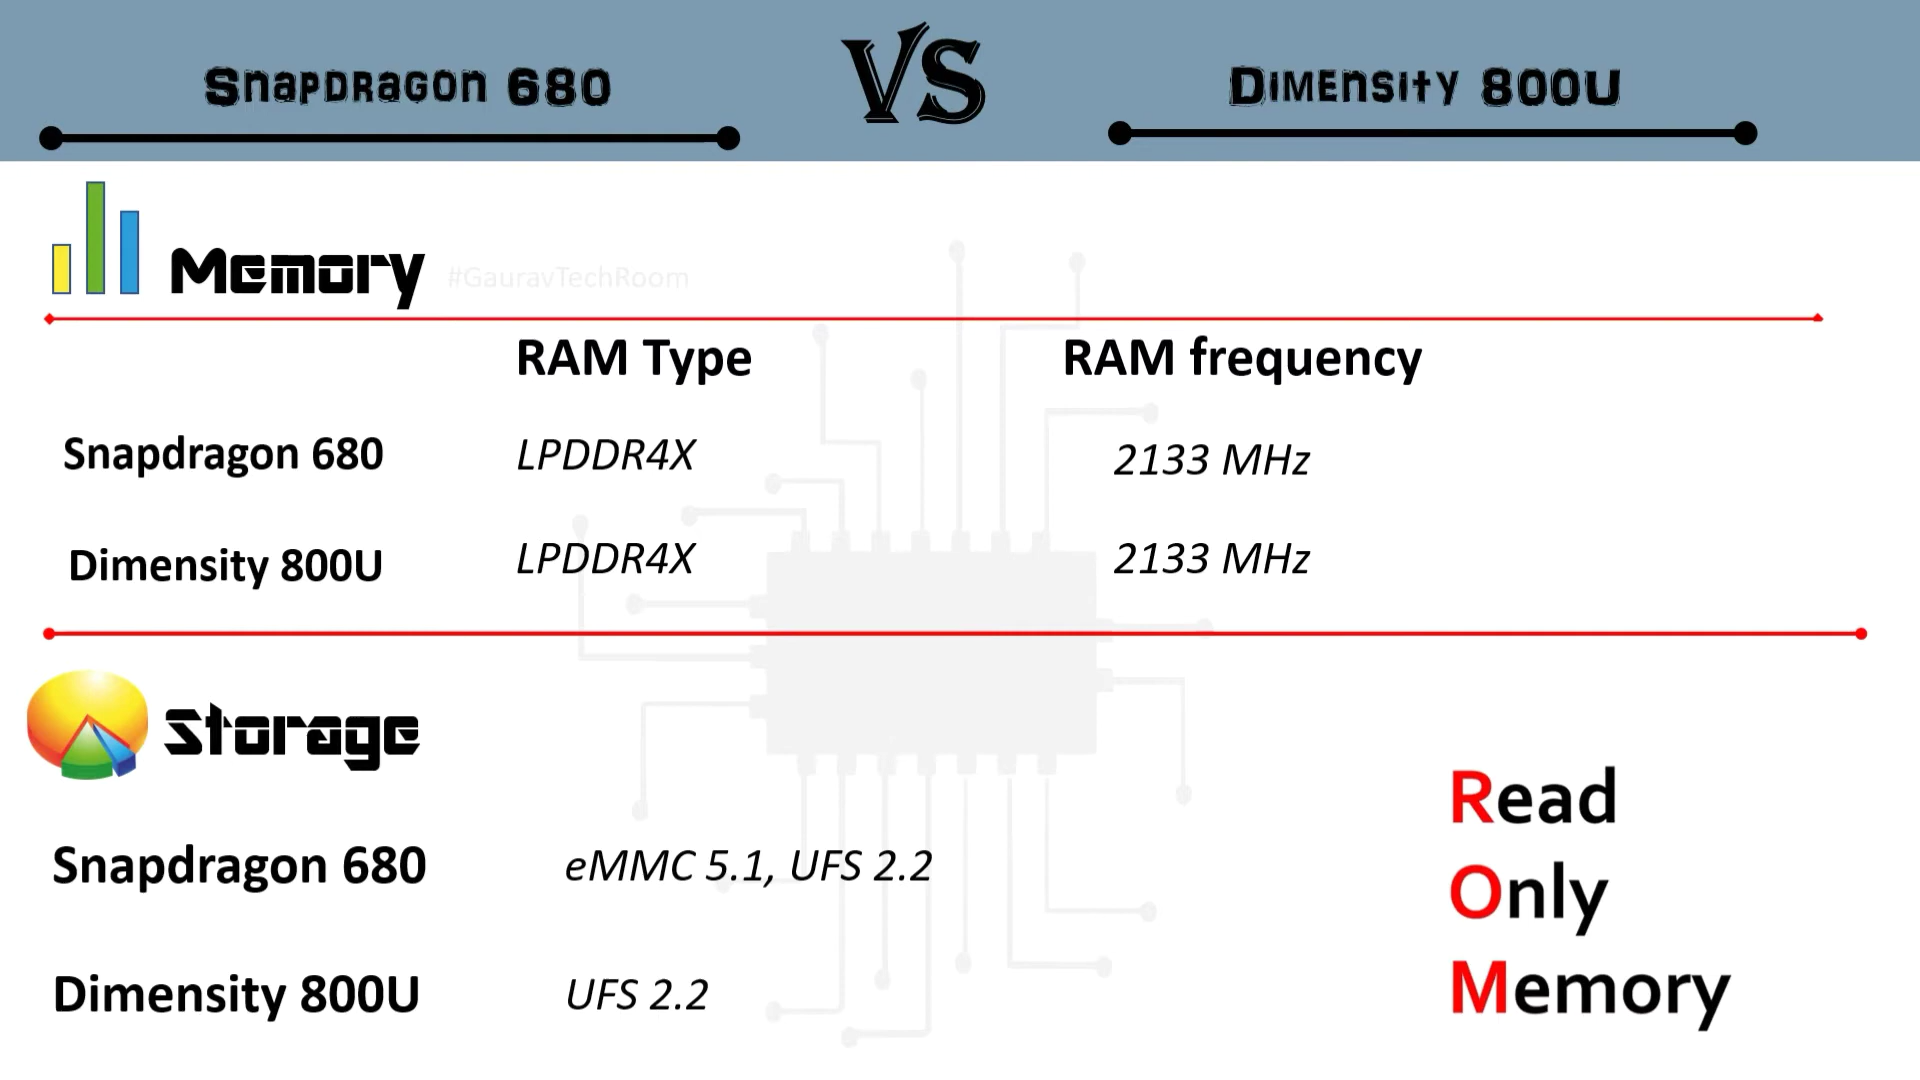 Snapdragon 680 VS Dimensity 800U
Memory #GauravTechRoom
RAM Type RAM frequency
Snapdragon 680 LPDDR4X 2133 MHz
Dimensity 800U LPDDR4X 2133 MHz
Storage
Read
Only
Memory
Snapdragon 680 eMMC 5.1, UFS 2.2
Dimensity 800U UFS 2.2